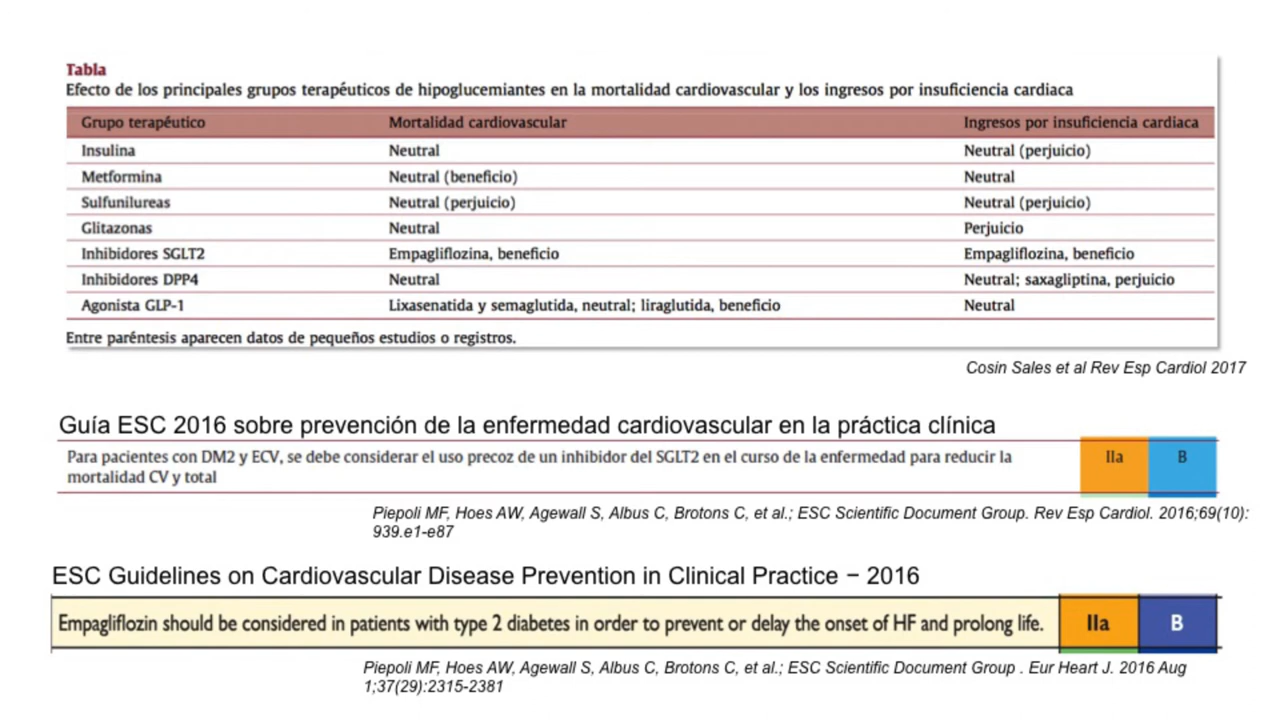 Tabla
Efecto de los principales grupos terapéuticos de hipoglucemiantes en la mortalidad cardiovascular y los ingresos por insuficiencia cardiaca
Grupo terapéutico Mortalidad cardiovascular Ingresos por insuficiencia cardiaca
Insulina Neutral Neutral (perjuicio)
Metformina Neutral (beneficio) Neutral
Sulfunilureas Neutral (perjuicio) Neutral (perjuicio)
Glitazonas Neutral Perjuicio
Inhibidores SGLT2 Empagliflozina, beneficio Empagliflozina, beneficio
Inhibidores DPP4 Neutral Neutral; saxagliptina, perjuicio
Agonista GLP-1 Lixasenatida y semaglutida, neutral; liraglutida, beneficio Neutral
Entre paréntesis aparecen datos de pequeños estudios o registros.
Cosin Sales et al Rev Esp Cardiol 2017
Guía ESC 2016 sobre prevención de la enfermedad cardiovascular en la práctica clínica
Para pacientes con DM2 y ECV, se debe considerar el uso precoz de un inhibidor del SGLT2 en el curso de la enfermedad para reducir la IIa B
mortalidad CV y total
Piepoli MF, Hoes AW, Agewall S, Albus C, Brotons C, et al.; ESC Scientific Document Group. Rev Esp Cardiol. 2016;69(10):
939.e1-e87
ESC Guidelines on Cardiovascular Disease Prevention in Clinical Practice − 2016
Empagliflozin should be considered in patients with type 2 diabetes in order to prevent or delay the onset of HF and prolong life. IIa B
Piepoli MF, Hoes AW, Agewall S, Albus C, Brotons C, et al.; ESC Scientific Document Group . Eur Heart J. 2016 Aug
1;37(29):2315-2381